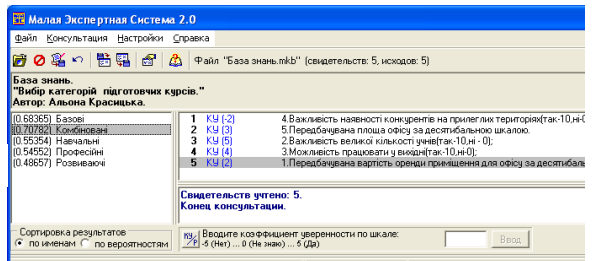 Малая Экспертная Система 2.0
Файл Консультация Настройки Справка
Файл "База знань.mkb" (свидетельств: 5, исходов: 5)
База знань.
"Вибір категорій підготовчих курсів."
Автор: Альона Красицька.
(0.68365) Базові
(0.70782) Комбіновані
(0.55354) Навчальні
(0.54552) Професійні
(0.48657) Розвиваючі
1 КУ (-2) 4.Важливість наявності конкурентів на прилеглих територіях(так-10,ні-0
2 КУ (3) 5.Передбачувана площа офісу за десятибальною шкалою.
3 КУ (5) 2.Важливість великої кількості учнів(так-10,ні - 0);
4 КУ (4) 3.Можливість працювати у вихідні(так-10,ні-0);
5 КУ (2) 1.Передбачувана вартість оренди приміщення для офісу за десятибаль
Свидетельств учтено: 5.
Конец консультации.
Сортировка результатов
по именам по вероятностям
КУ/Р
Вводите коэффициент уверенности по шкале:
-5 (Нет) ... 0 (Не знаю) ... 5 (Да)
Ввод